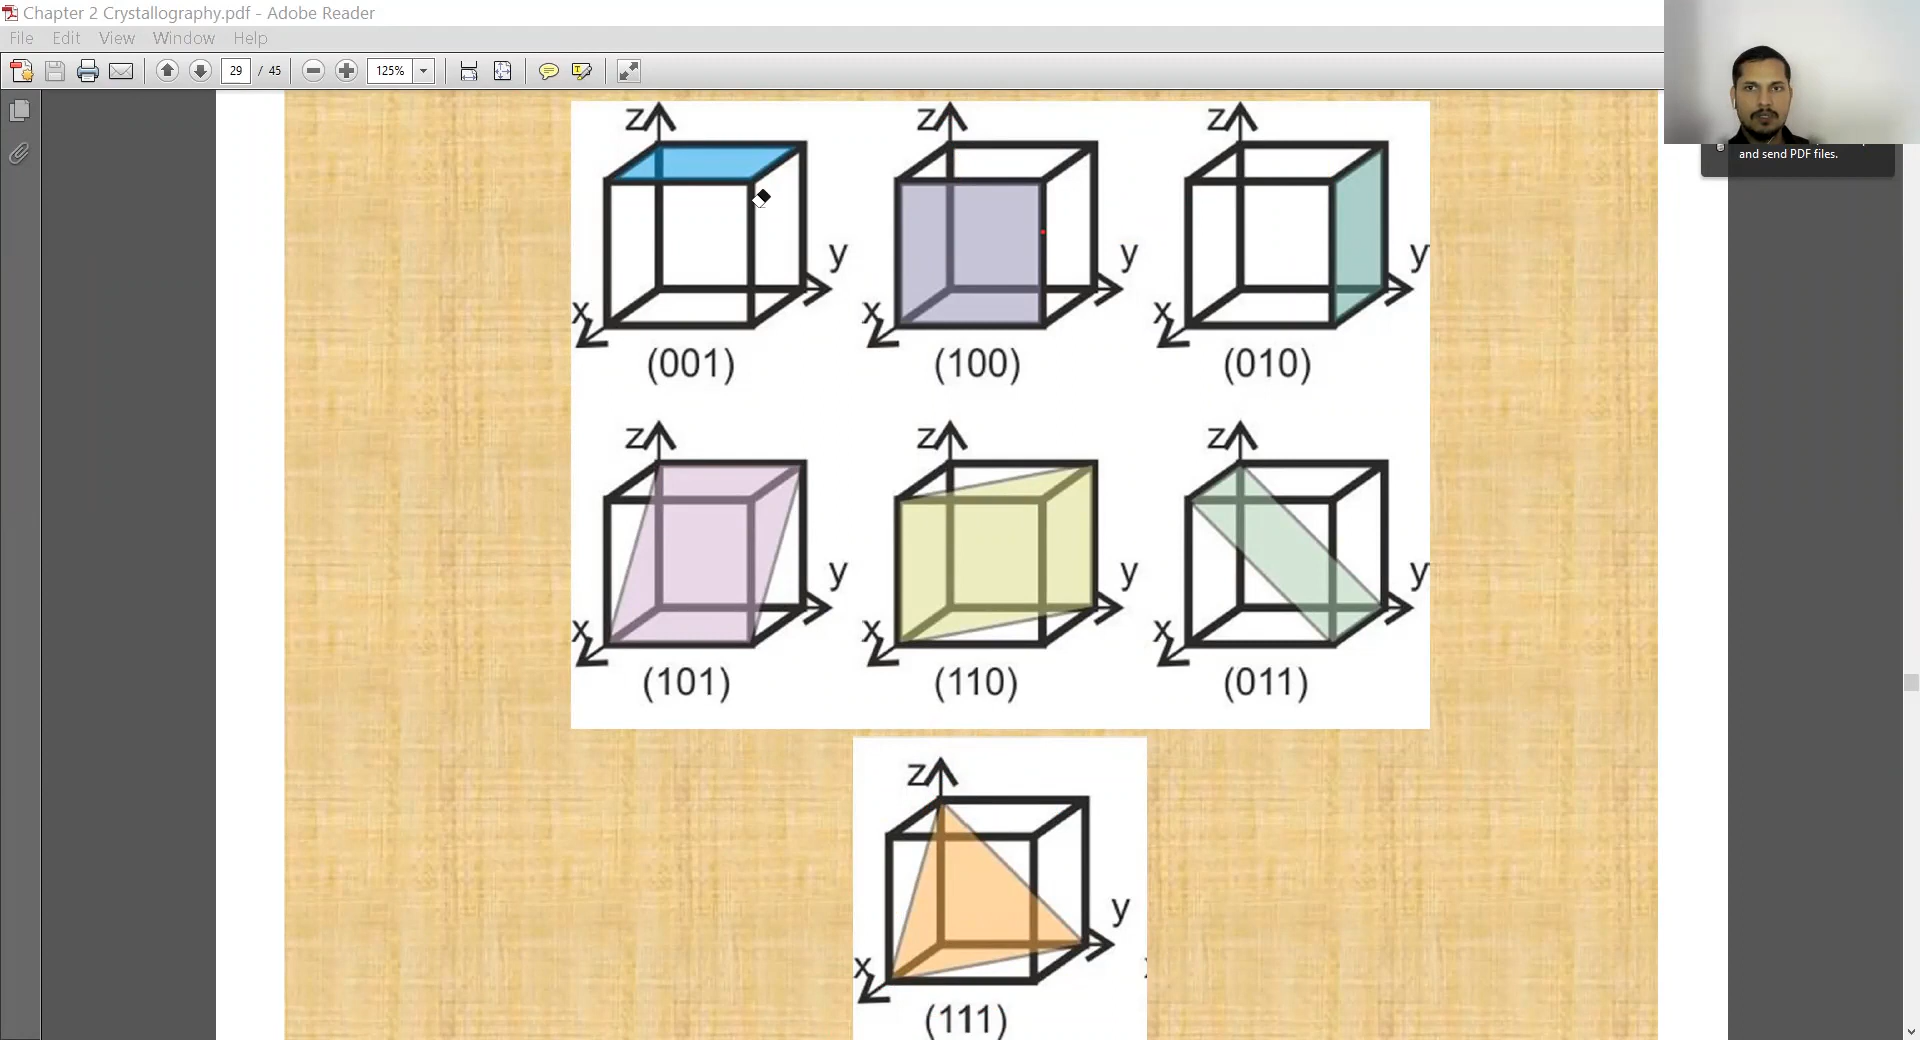 Chapter 2 Crystallography.pdf - Adobe Reader
File Edit View Window Help
29 / 45 125%
and send PDF files.
z z z
y y y
x x x
(001) (100) (010)
z z z
y y y
x x x
(101) (110) (011)
z
y
x
(111)